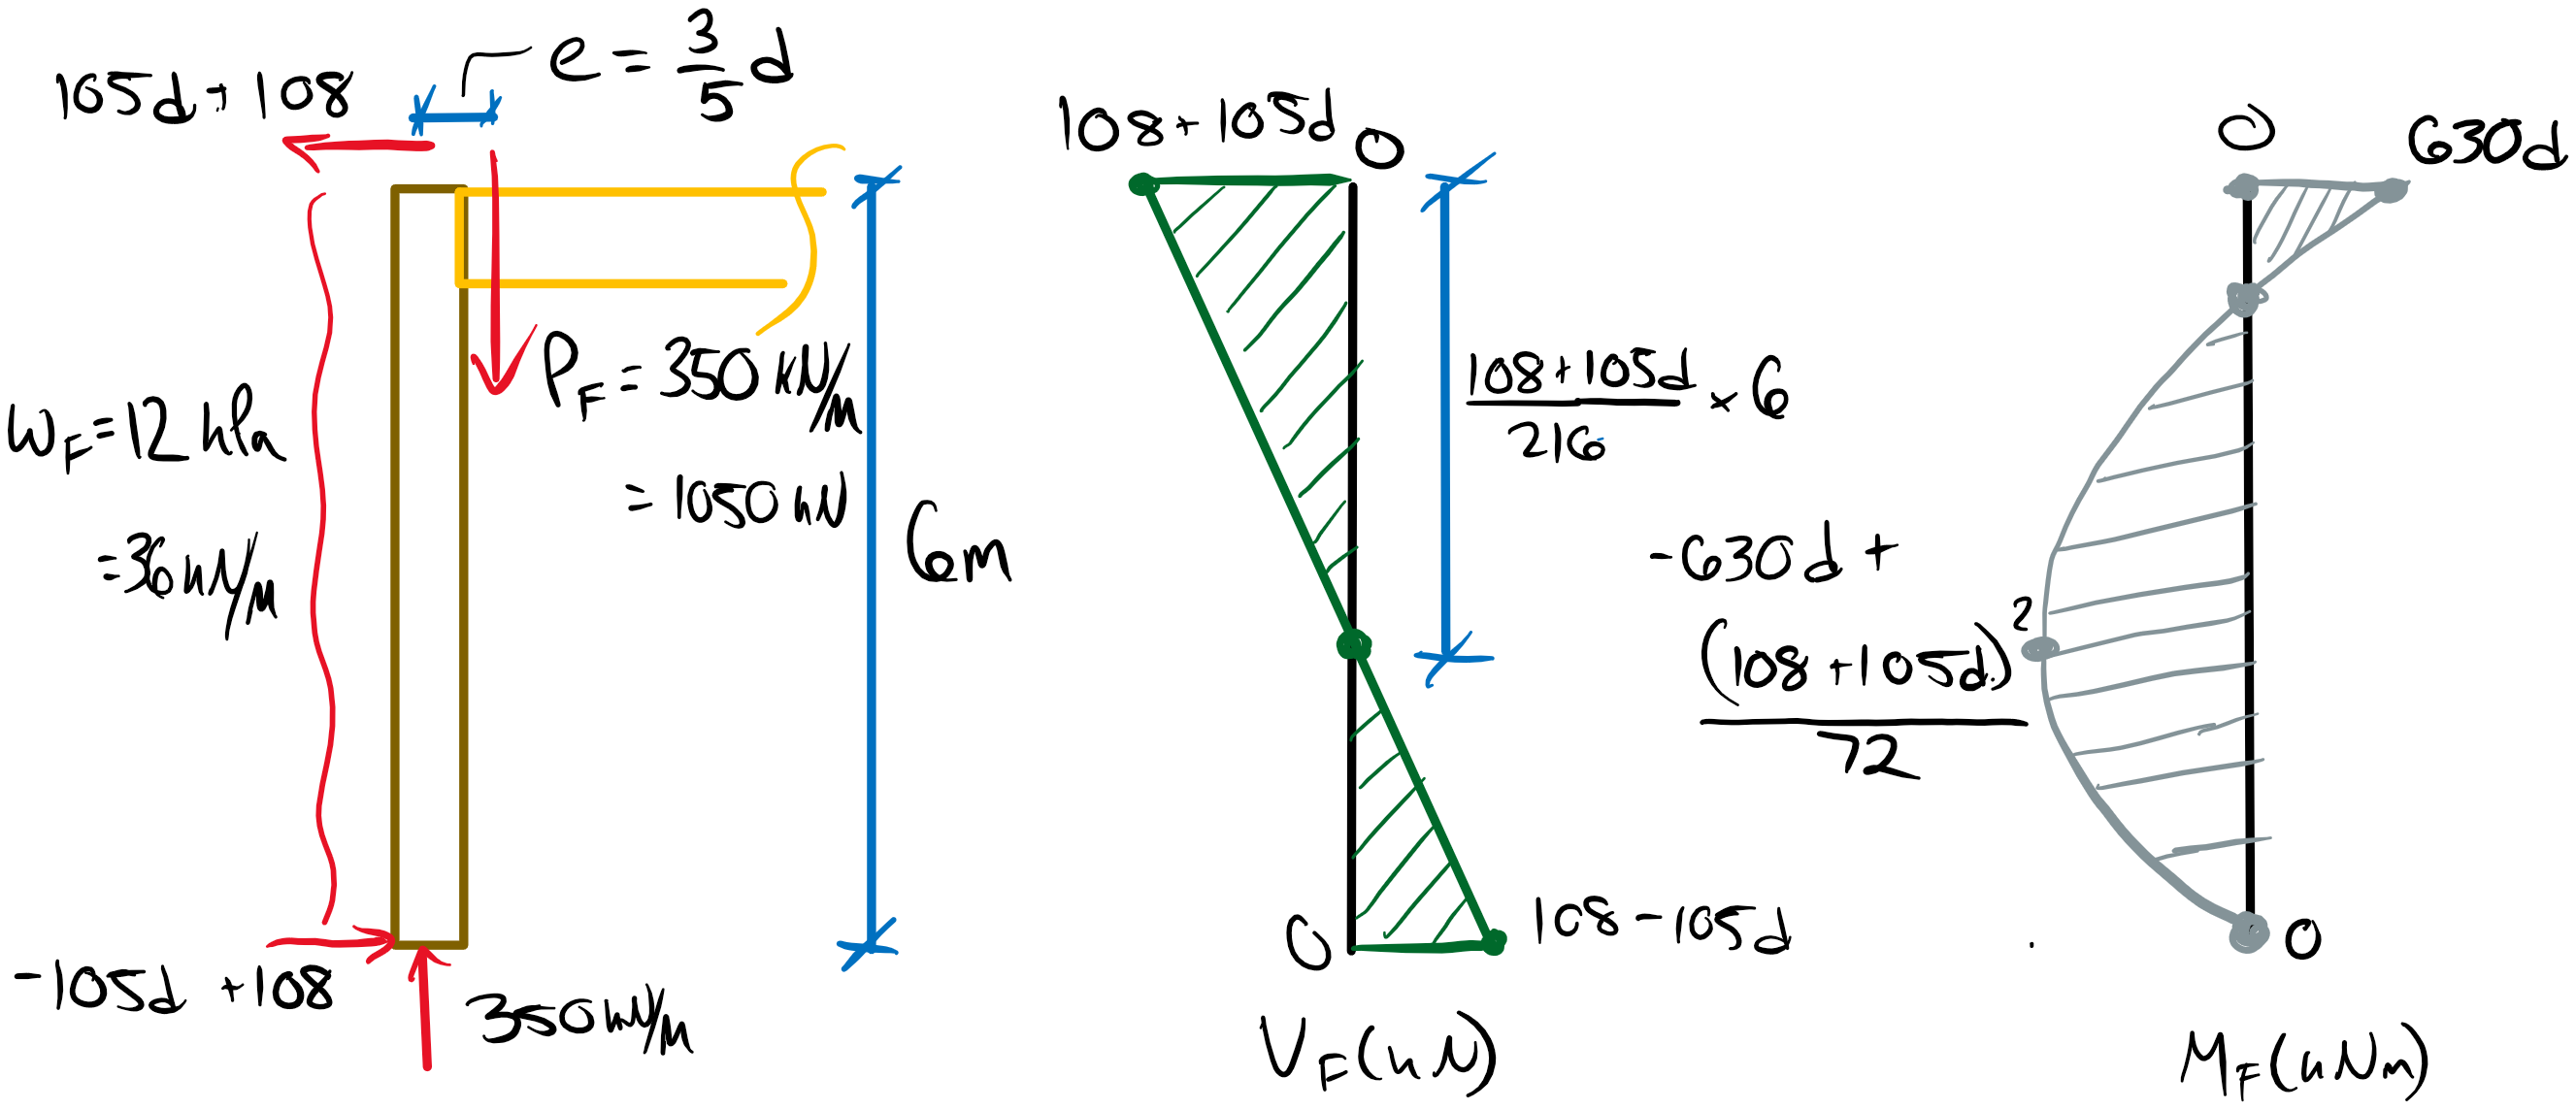 105d + 108
e = 3/5 d
W_F = 12 kPa
= 36 kN/m
P_F = 350 kN/m
= 1050 kN
6m
-105d + 108
350 kN/m
108 + 105d
0
108 + 105d / 216 × 6
0
108 - 105d
V_F (kN)
0
630d
-630d +
(108 + 105d)² / 72
0
M_F (kNm)